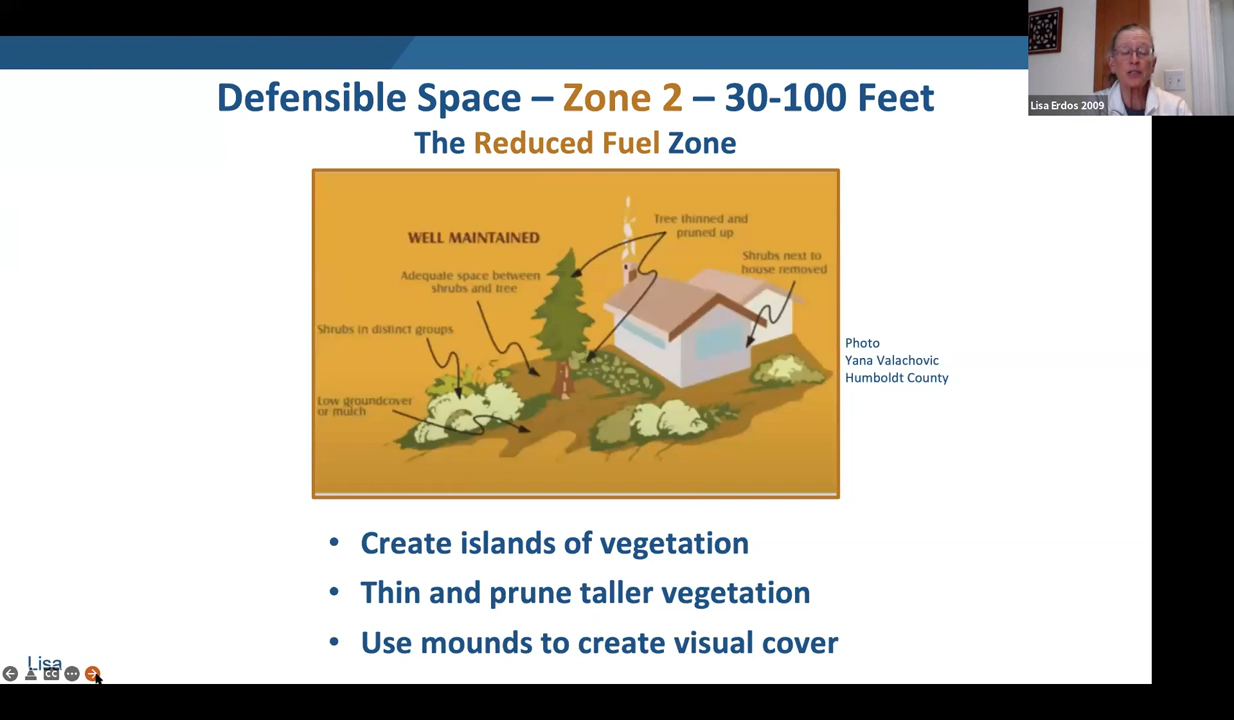 Defensible Space – Zone 2 – 30-100 Feet
The Reduced Fuel Zone
Lisa Erdos 2009
WELL MAINTAINED
Tree thinned and
pruned up
Shrubs next to
house removed
Adequate space between
shrubs and tree
Shrubs in distinct groups
Low groundcover
or mulch
Photo
Yana Valachovic
Humboldt County
• Create islands of vegetation
• Thin and prune taller vegetation
• Use mounds to create visual cover
Lisa
CC